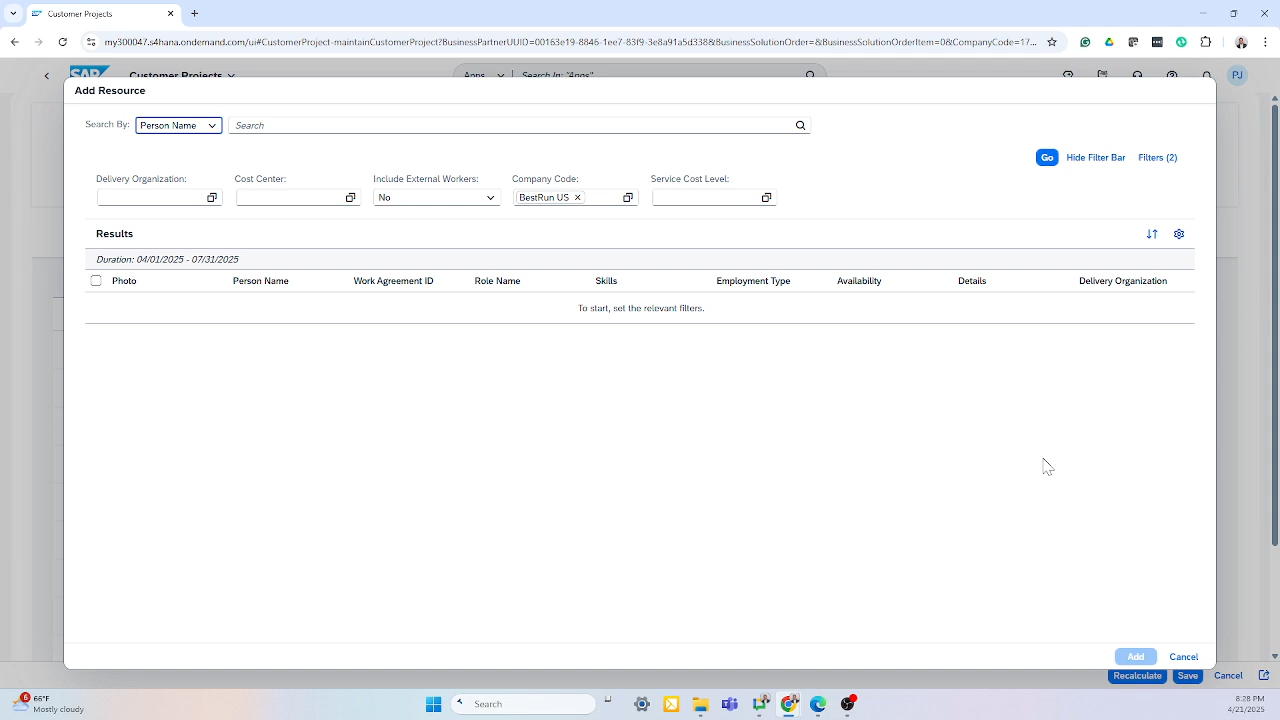 Customer Projects
my300047.s4hana.ondemand.com/ui#CustomerProject-maintainCustomerProject?BusinessPartnerUUID=00163e19-8846-1ee7-83f9-3e8a91a5d338&BusinessSolutionOrder=&BusinessSolutionOrderItem=0&CompanyCode=17...
SAP Customer Projects Apps Search In: "Apps" PJ
Add Resource
Search By: Person Name Search
Go Hide Filter Bar Filters (2)
Delivery Organization: Cost Center: Include External Workers: Company Code: Service Cost Level:
No BestRun US
Results
Duration: 04/01/2025 - 07/31/2025
Photo Person Name Work Agreement ID Role Name Skills Employment Type Availability Details Delivery Organization
To start, set the relevant filters.
Add Cancel
Recalculate Save Cancel
6 66°F
Mostly cloudy
Search
8:28 PM
4/21/2025